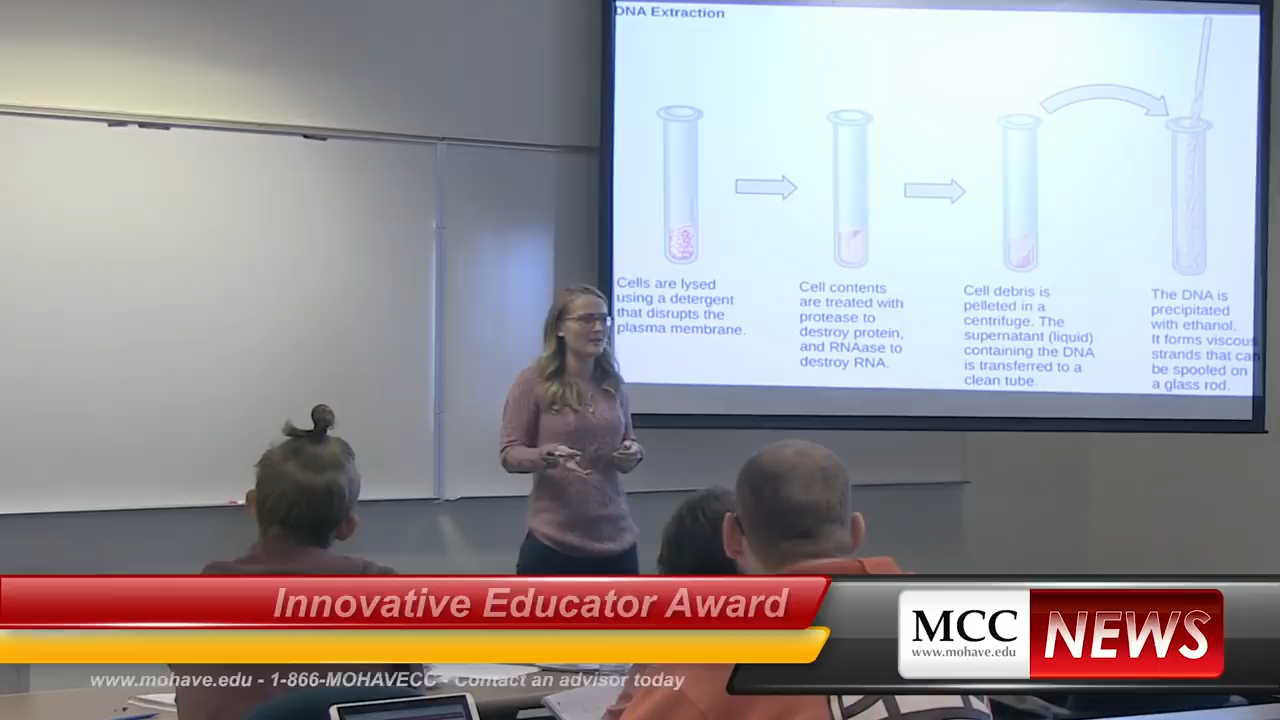 DNA Extraction
Cells are lysed
using a detergent
that disrupts the
plasma membrane.
Cell contents
are treated with
protease to
destroy protein,
and RNAase to
destroy RNA.
Cell debris is
pelleted in a
centrifuge. The
supernatant (liquid)
containing the DNA
is transferred to a
clean tube.
The DNA is
precipitated
with ethanol.
It forms viscous
strands that can
be spooled on
a glass rod.
Innovative Educator Award
MCC
www.mohave.edu
NEWS
www.mohave.edu - 1-866-MOHAVECC - Contact an advisor today